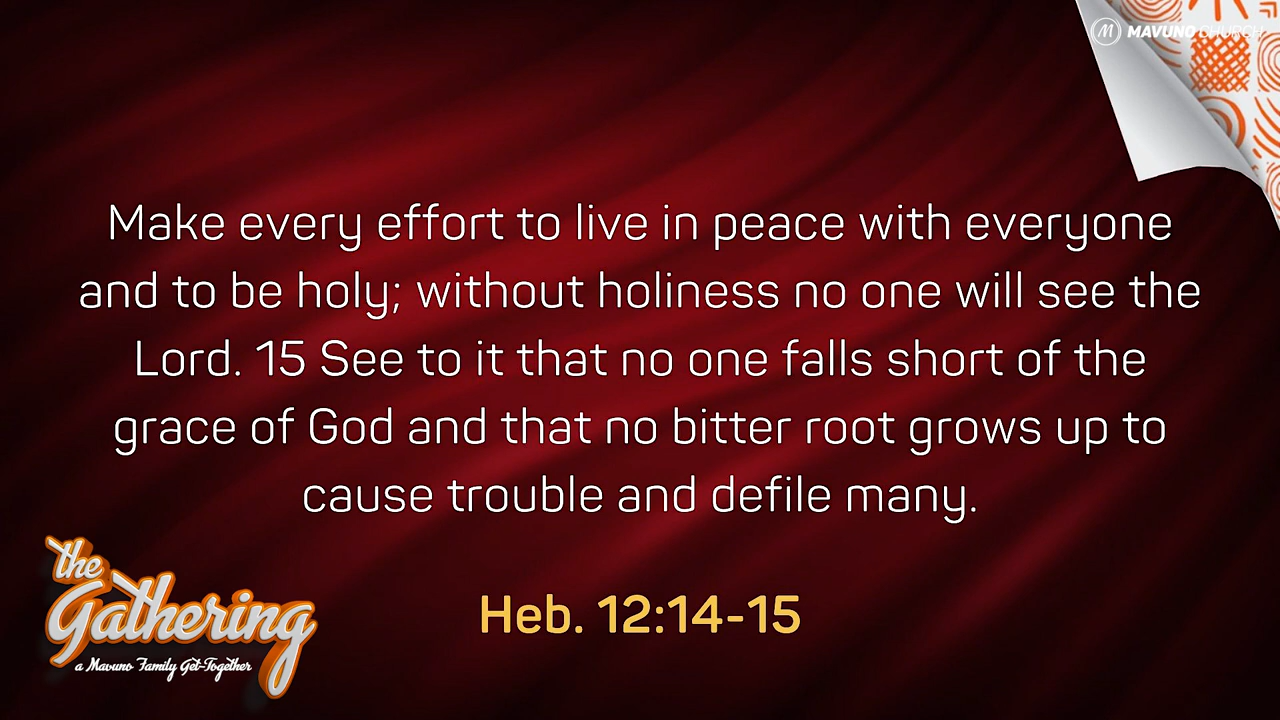 MAVUNO CHURCH
Make every effort to live in peace with everyone
and to be holy; without holiness no one will see the
Lord. 15 See to it that no one falls short of the
grace of God and that no bitter root grows up to
cause trouble and defile many.
Heb. 12:14-15
the
Gathering
a Mavuno Family Get-Together